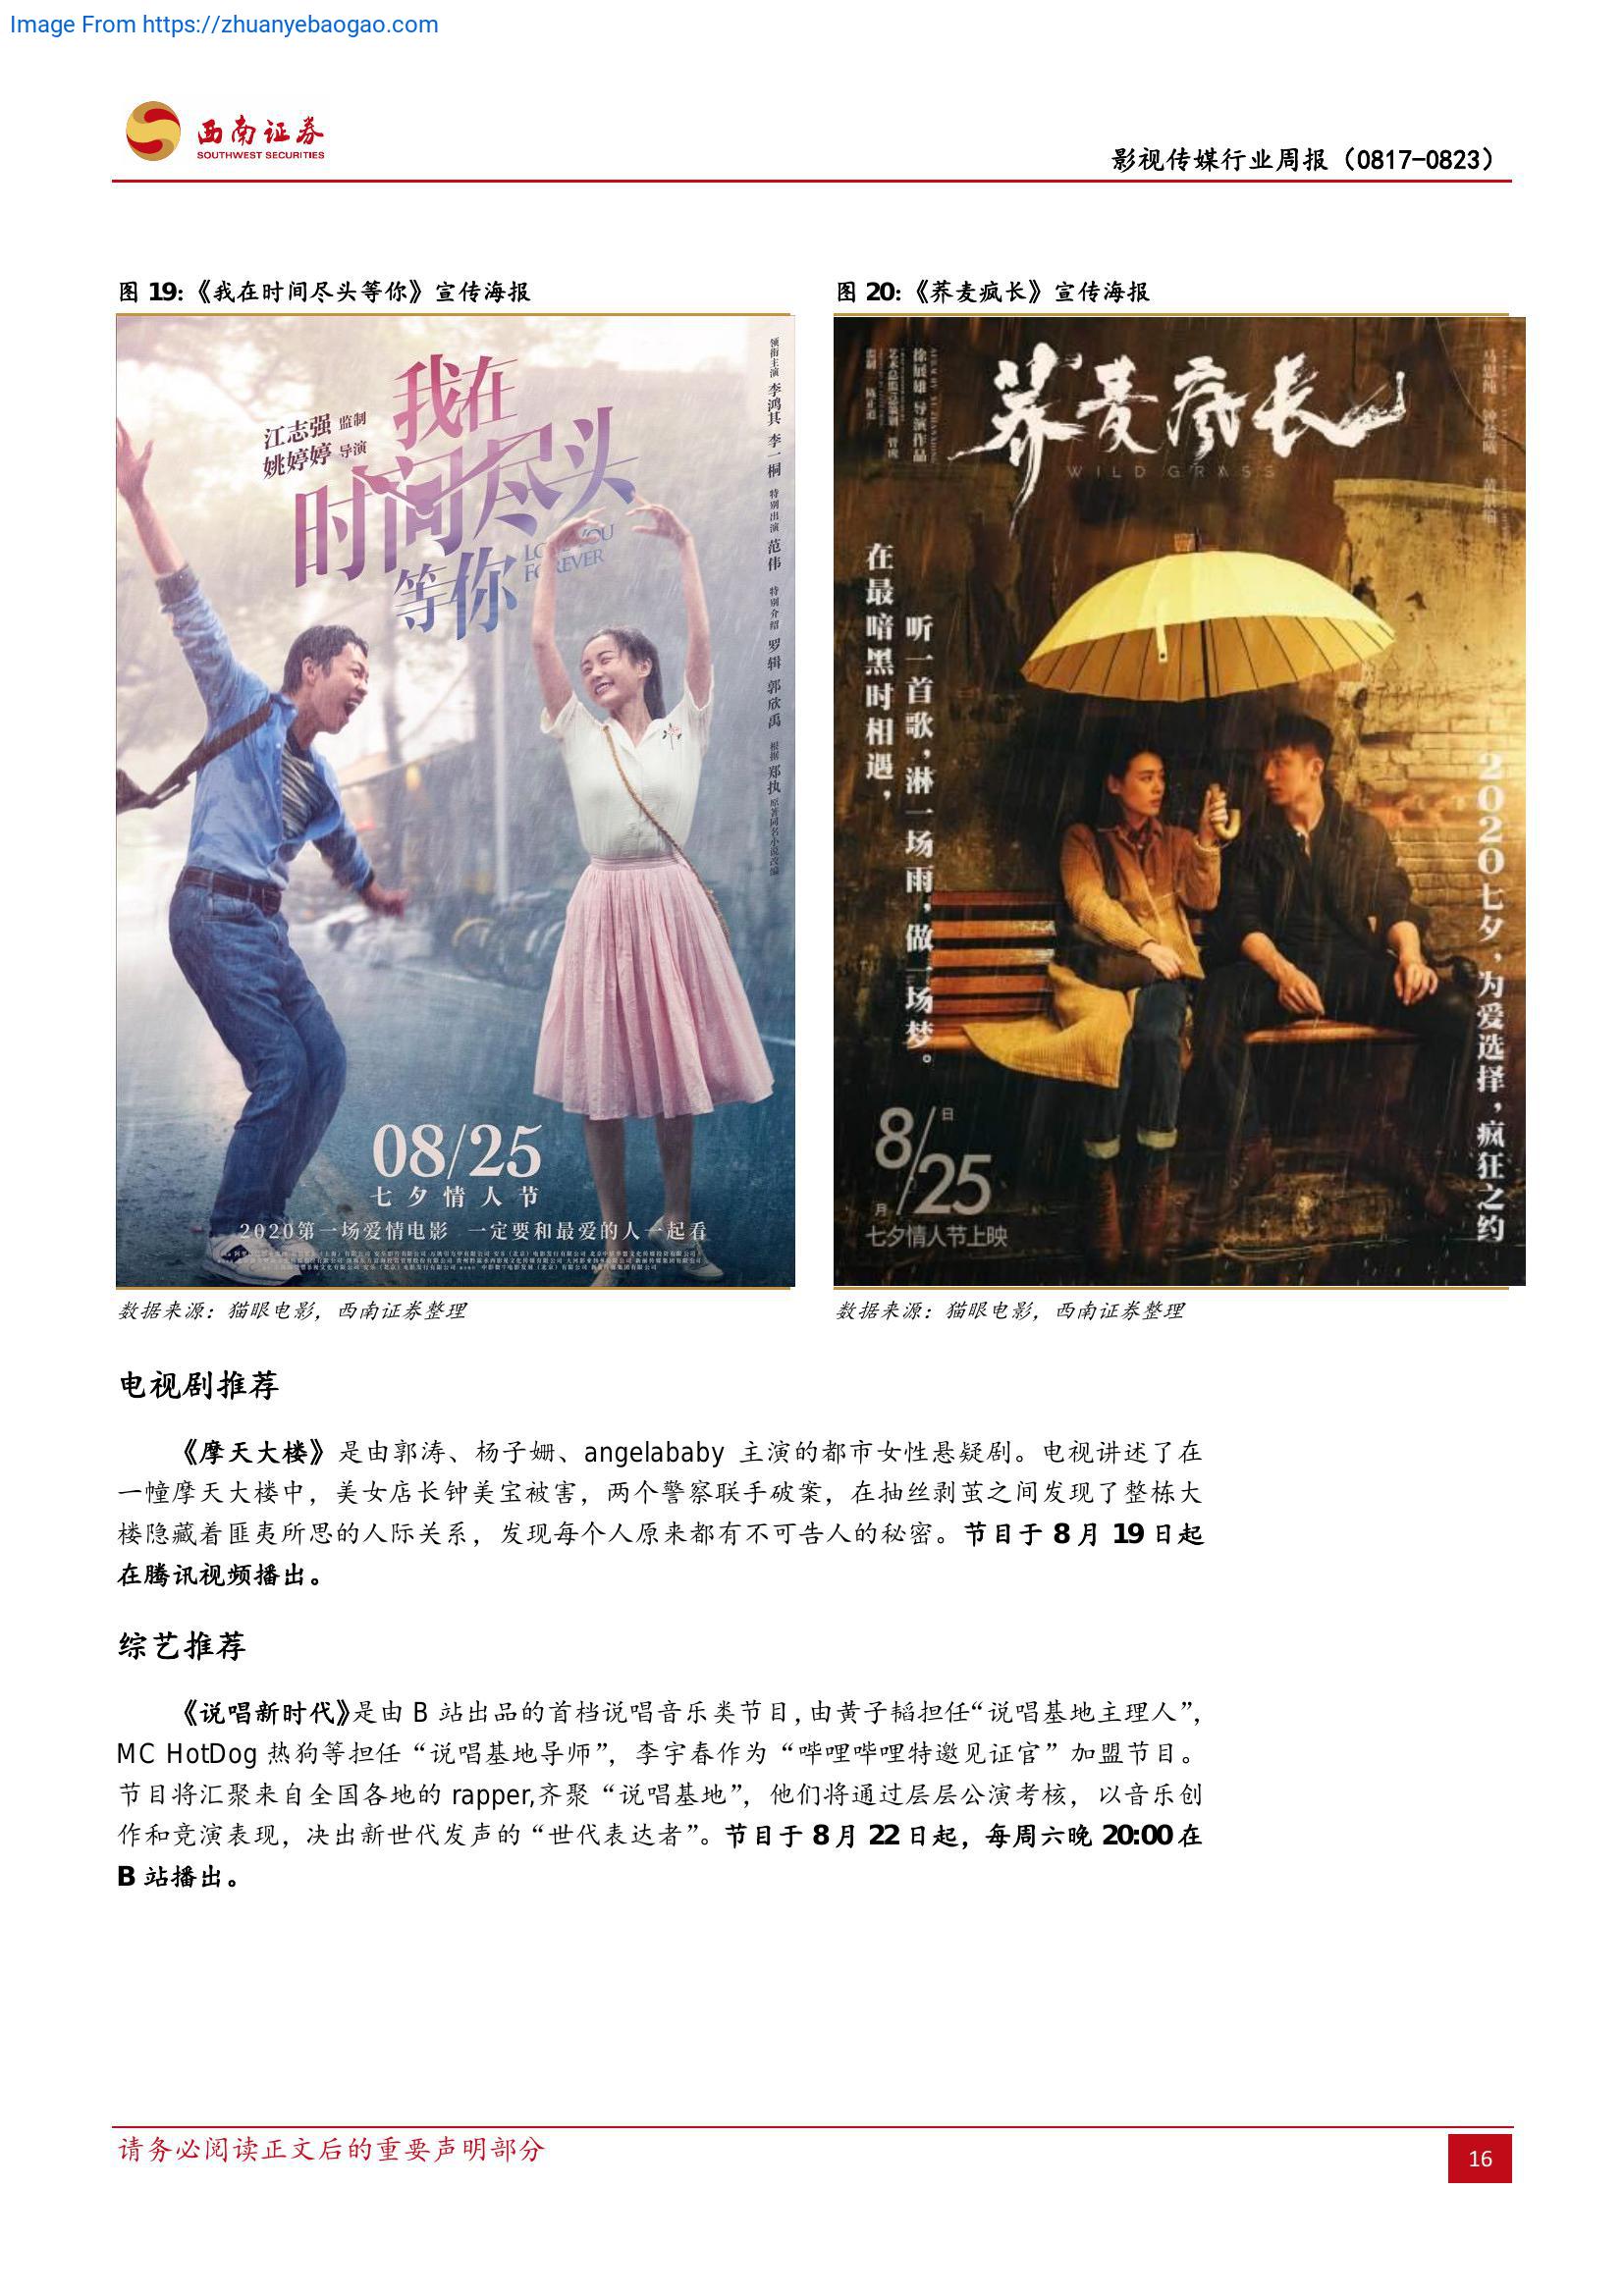 Image From https://zhuanyebaogao.com
西南证券
SOUTHWEST SECURITIES
影视传媒行业周报（0817-0823）
图 19:《我在时间尽头等你》宣传海报
江志强 监制
姚婷婷 导演
我在
时间尽头
等你
LOVE YOU
FOREVER
领衔主演 李鸿其 李一桐 特别出演 范伟 特别介绍 罗辑 郭欣禹 根据 郑执 原著同名小说改编
08/25
七夕情人节
2020第一场爱情电影 一定要和最爱的人一起看
数据来源：猫眼电影，西南证券整理
图 20:《荞麦疯长》宣传海报
徐展雄 导演作品
荞麦疯长
WILD GRASS
在最暗黑时相遇，
听一首歌，淋一场雨，做一场梦。
2020七夕，为爱选择，疯狂之约
8月/25日
七夕情人节上映
数据来源：猫眼电影，西南证券整理
电视剧推荐
《摩天大楼》是由郭涛、杨子姗、angelababy 主演的都市女性悬疑剧。电视讲述了在
一幢摩天大楼中，美女店长钟美宝被害，两个警察联手破案，在抽丝剥茧之间发现了整栋大
楼隐藏着匪夷所思的人际关系，发现每个人原来都有不可告人的秘密。节目于 8 月 19 日起
在腾讯视频播出。
综艺推荐
《说唱新时代》是由 B 站出品的首档说唱音乐类节目,由黄子韬担任“说唱基地主理人”，
MC HotDog 热狗等担任“说唱基地导师”，李宇春作为“哔哩哔哩特邀见证官”加盟节目。
节目将汇聚来自全国各地的 rapper,齐聚“说唱基地”，他们将通过层层公演考核，以音乐创
作和竞演表现，决出新世代发声的“世代表达者”。节目于 8 月 22 日起，每周六晚 20:00 在
B 站播出。
请务必阅读正文后的重要声明部分
16